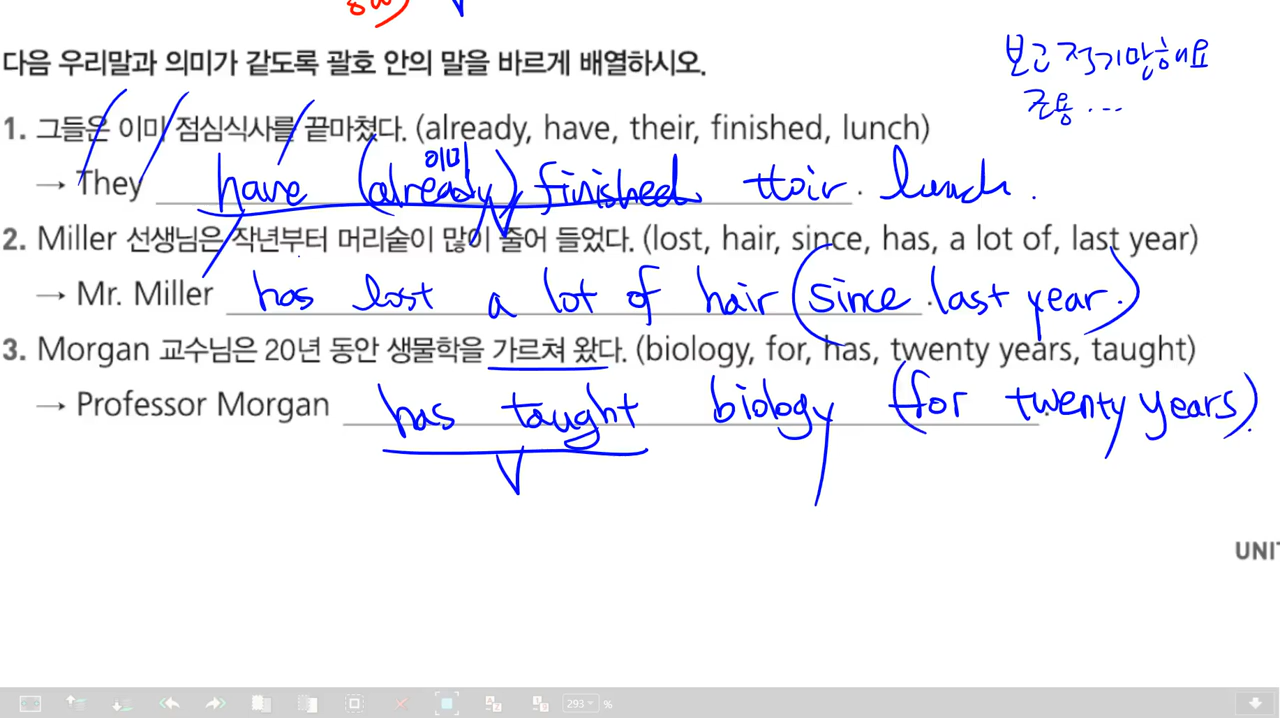 다음 우리말과 의미가 같도록 괄호 안의 말을 바르게 배열하시오.
보고 적기만해요
조용...
1. 그들은 이미 점심식사를 끝마쳤다. (already, have, their, finished, lunch)
이미
→ They have (already) finished their lunch.
2. Miller 선생님은 작년부터 머리숱이 많이 줄어 들었다. (lost, hair, since, has, a lot of, last year)
→ Mr. Miller has lost a lot of hair (since last year.)
3. Morgan 교수님은 20년 동안 생물학을 가르쳐 왔다. (biology, for, has, twenty years, taught)
→ Professor Morgan has taught biology (for twenty years).
UNIT
293 %